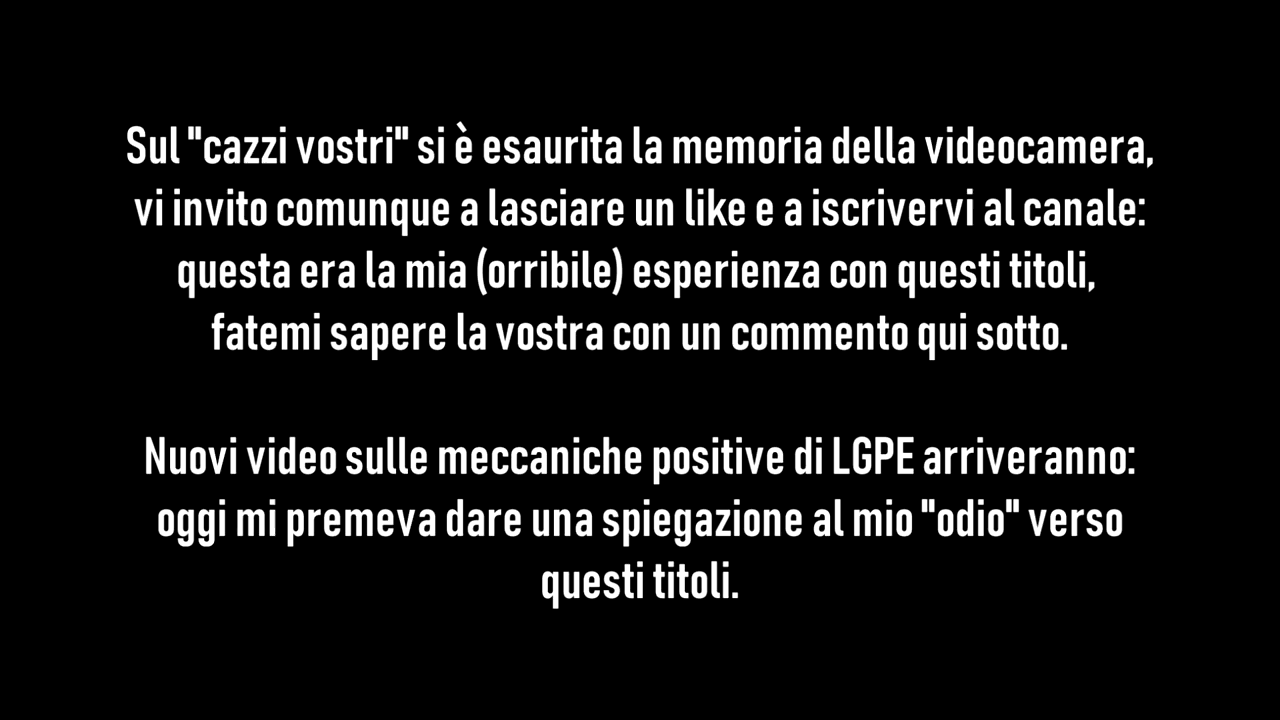 Sul "cazzi vostri" si è esaurita la memoria della videocamera,
vi invito comunque a lasciare un like e a iscrivervi al canale:
questa era la mia (orribile) esperienza con questi titoli,
fatemi sapere la vostra con un commento qui sotto.
Nuovi video sulle meccaniche positive di LGPE arriveranno:
oggi mi premeva dare una spiegazione al mio "odio" verso
questi titoli.